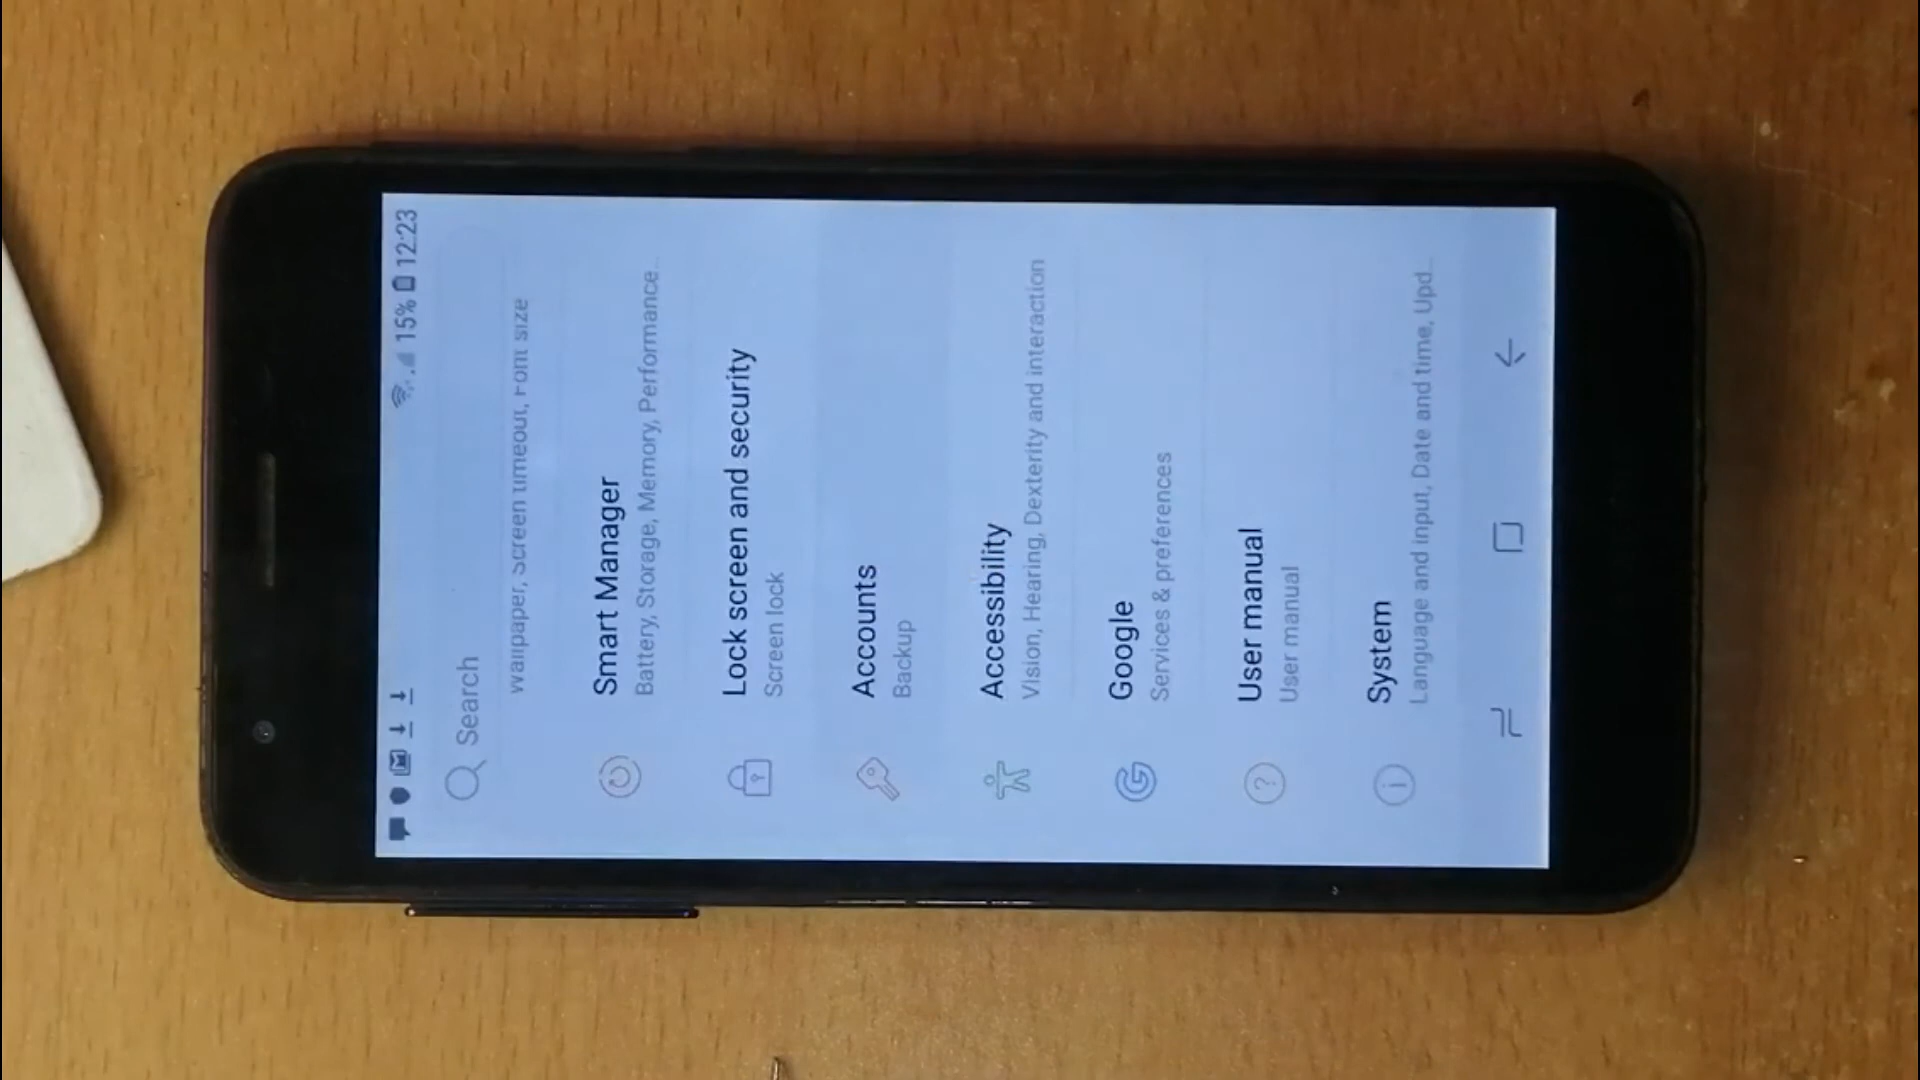 15% 12:23
Search
Wallpaper, Screen timeout, Font size
Smart Manager
Battery, Storage, Memory, Performance...
Lock screen and security
Screen lock
Accounts
Backup
Accessibility
Vision, Hearing, Dexterity and interaction
Google
Services & preferences
User manual
User manual
System
Language and input, Date and time, Upd...